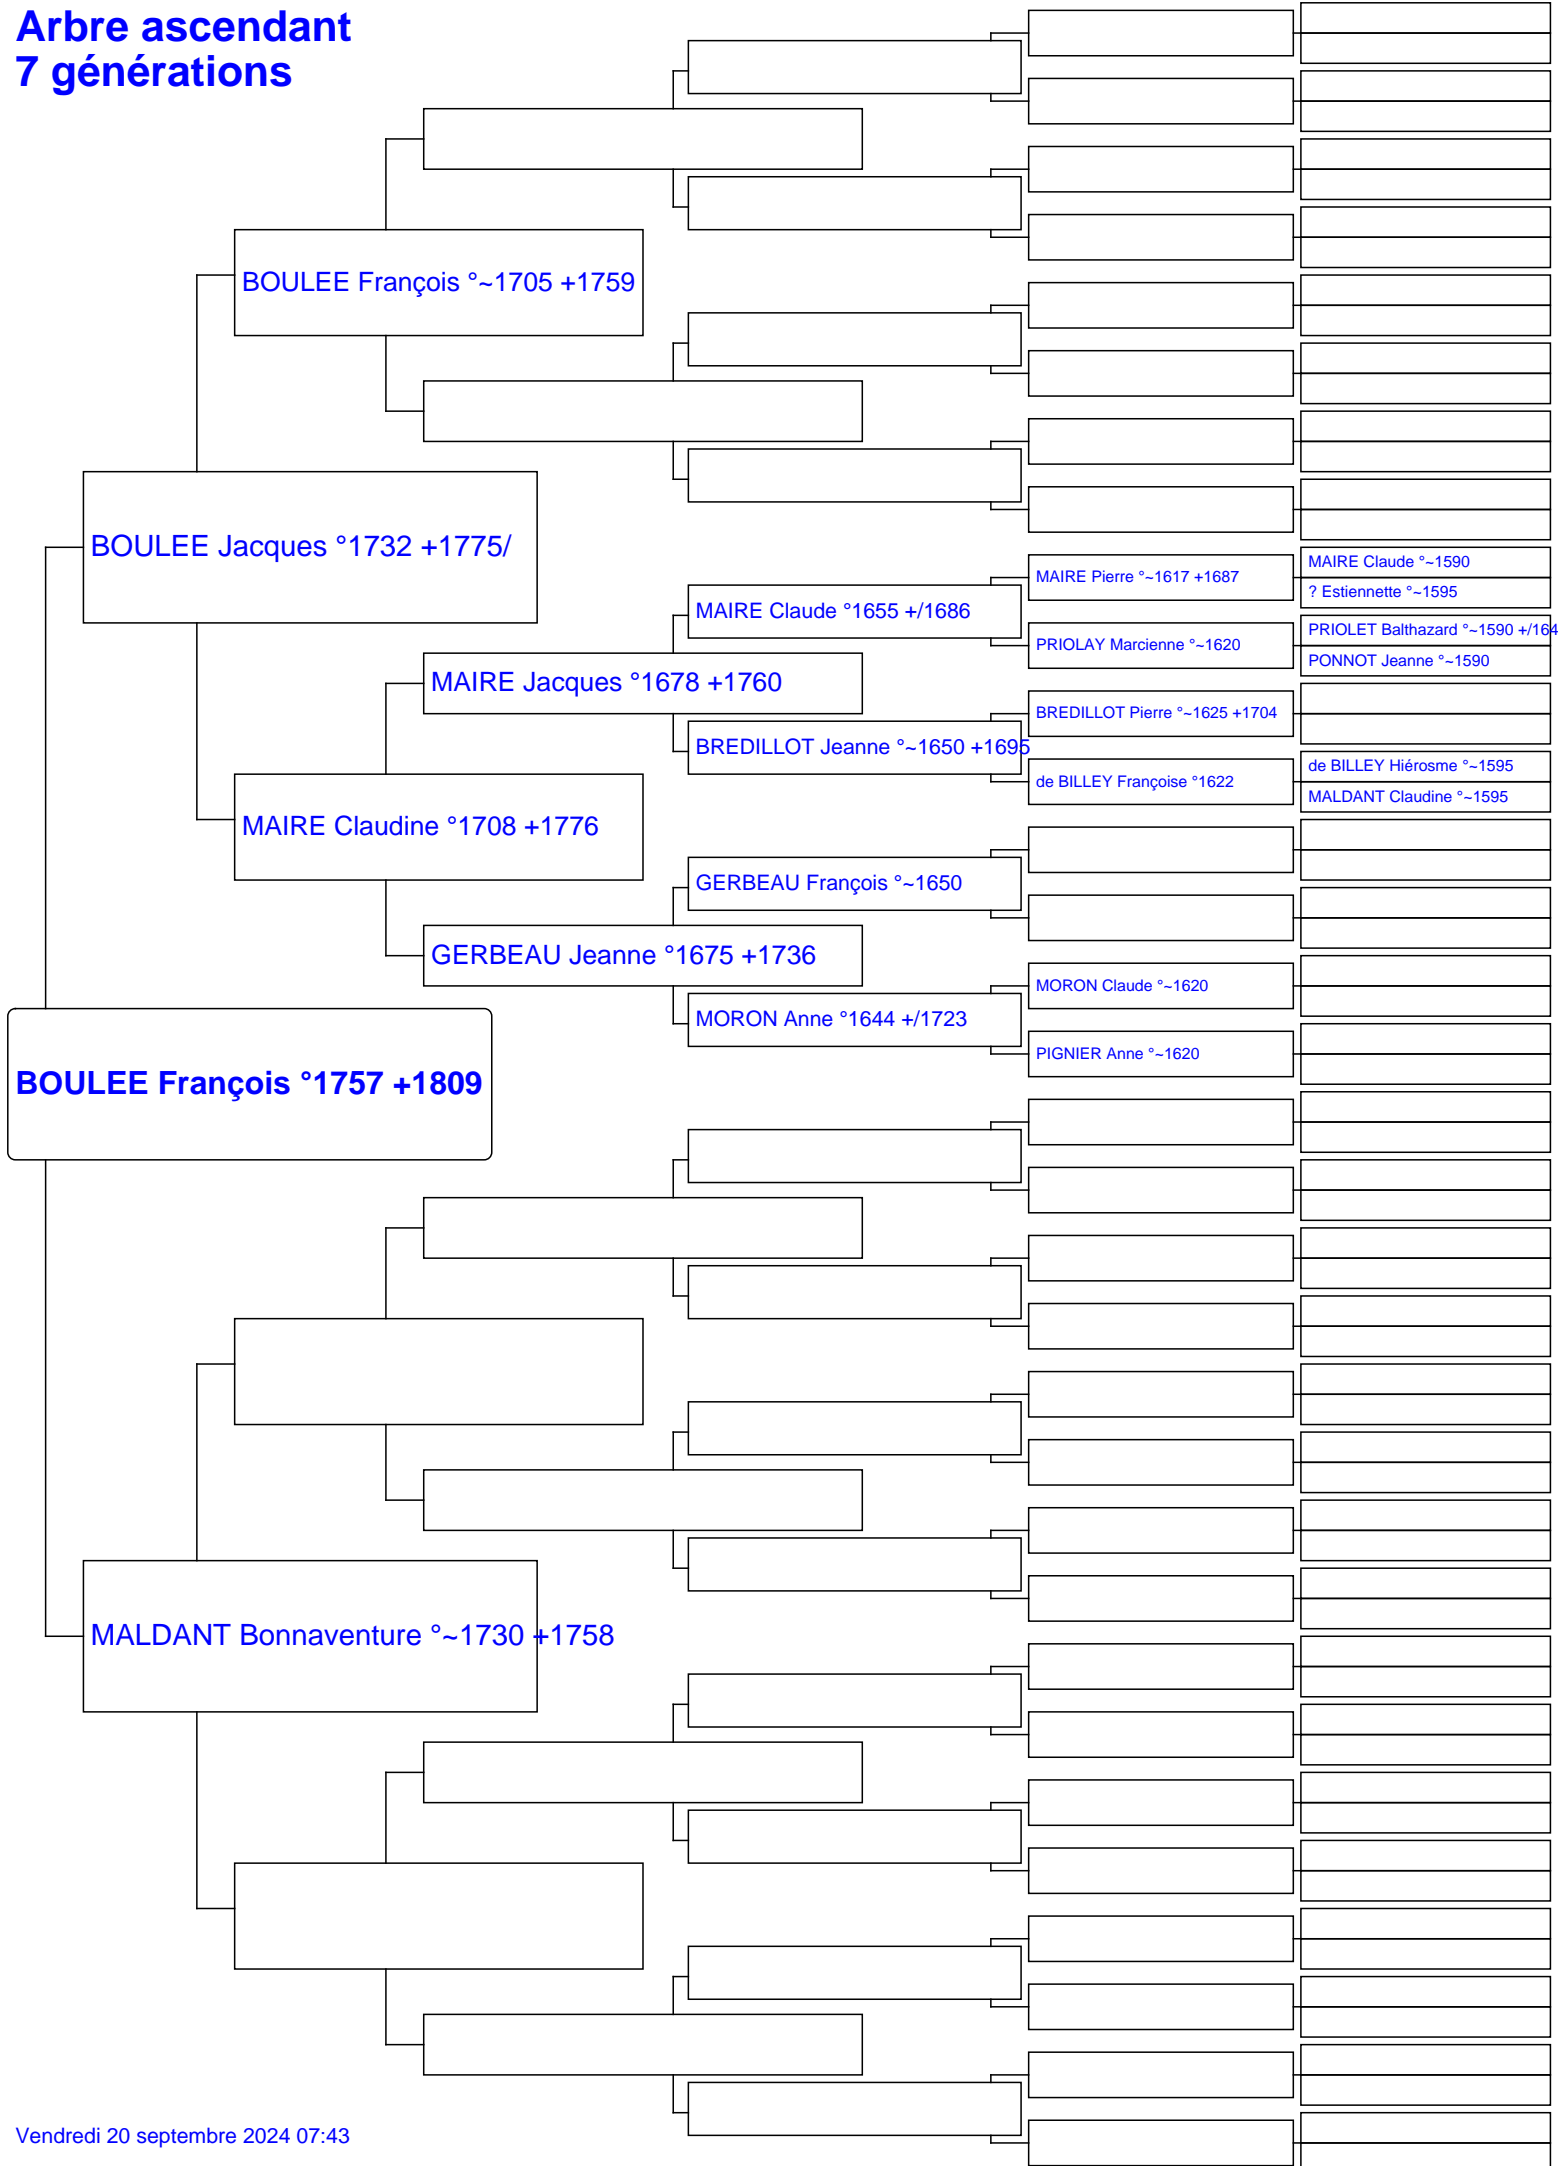 Arbre ascendant
7 générations
BOULEE François °~1705 +1759
BOULEE Jacques °1732 +1775/
MAIRE Claude °~1590
MAIRE Pierre °~1617 +1687
? Estiennette °~1595
MAIRE Claude °1655 +/1686
PRIOLET Balthazard °~1590 +/164
PRIOLAY Marcienne °~1620
PONNOT Jeanne °~1590
MAIRE Jacques °1678 +1760
BREDILLOT Pierre °~1625 +1704
BREDILLOT Jeanne °~1650 +1695
de BILLEY Hiérosme °~1595
de BILLEY Françoise °1622
MALDANT Claudine °~1595
MAIRE Claudine °1708 +1776
GERBEAU François °~1650
GERBEAU Jeanne °1675 +1736
MORON Claude °~1620
MORON Anne °1644 +/1723
PIGNIER Anne °~1620
BOULEE François °1757 +1809
MALDANT Bonnaventure °~1730 +1758
Vendredi 20 septembre 2024 07:43